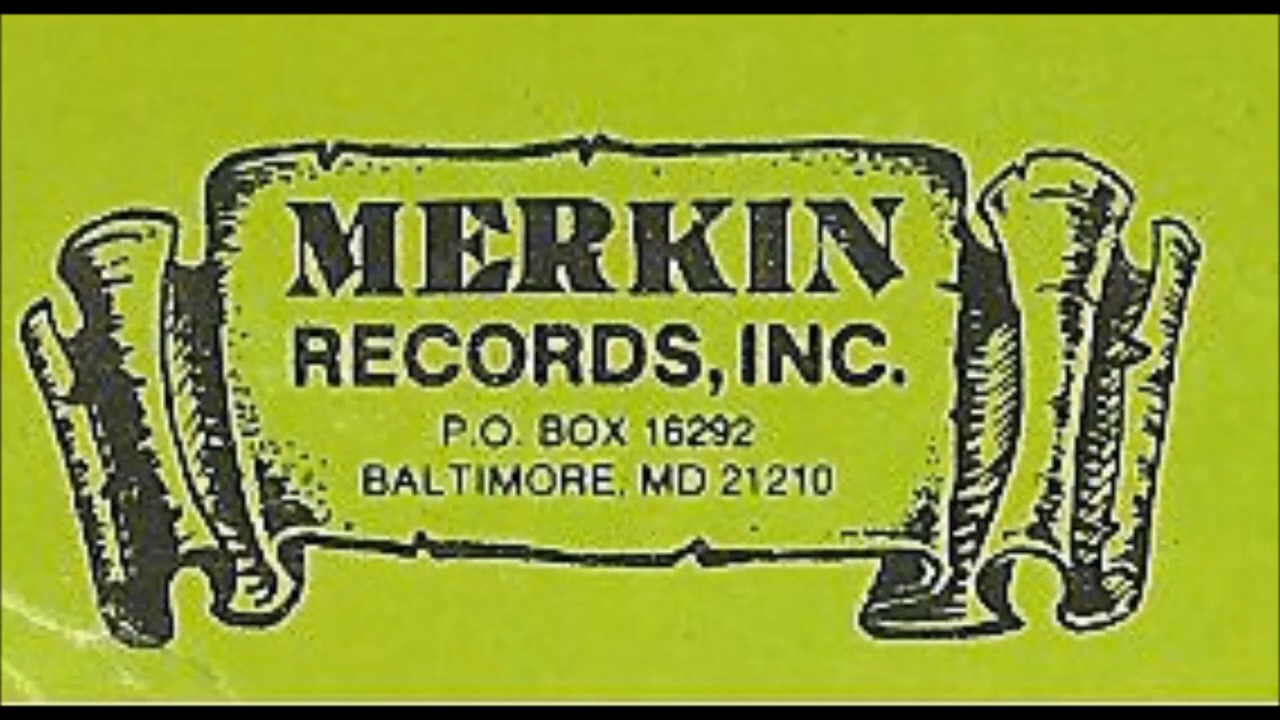 MERKIN
RECORDS, INC.
P.O. BOX 16292
BALTIMORE, MD 21210